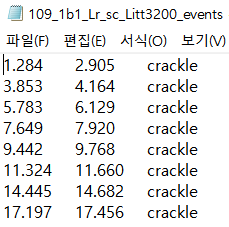 109_1b1_Lr_sc_Litt3200_events
파일(F) 편집(E) 서식(O) 보기(V)
1.284 2.905 crackle
3.853 4.164 crackle
5.783 6.129 crackle
7.649 7.920 crackle
9.442 9.768 crackle
11.324 11.660 crackle
14.445 14.682 crackle
17.197 17.456 crackle